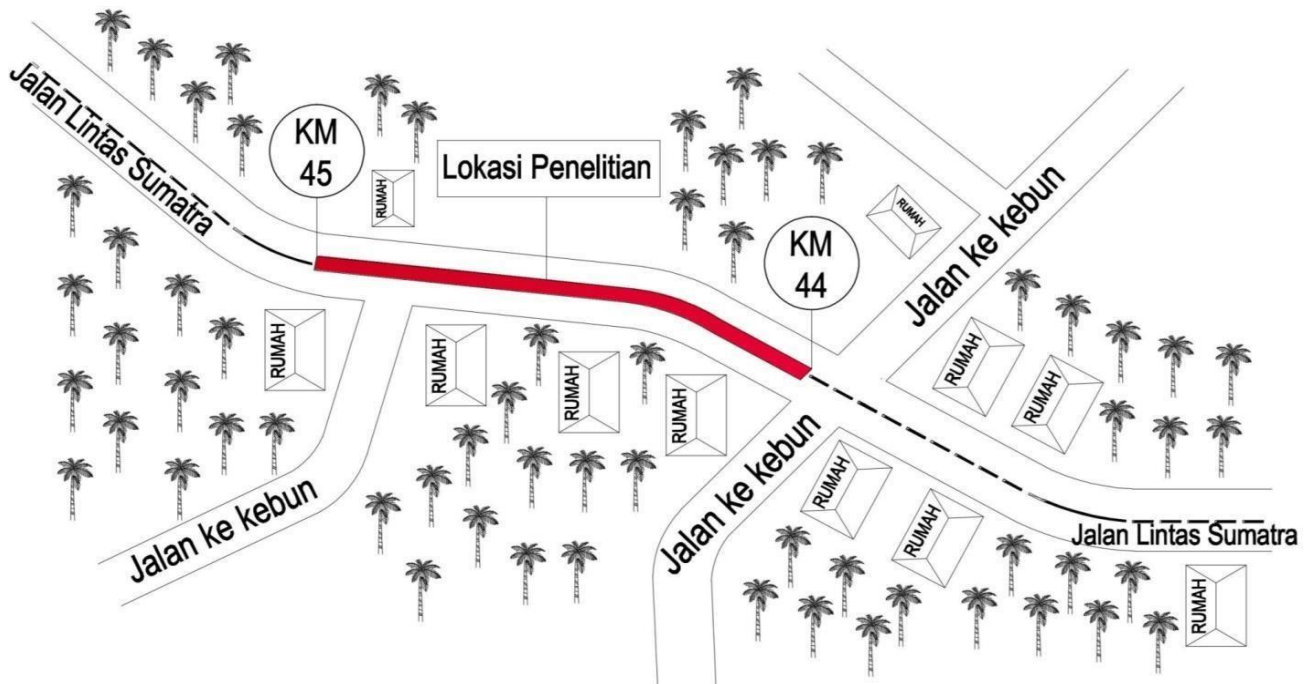 Jalan Lintas Sumatra
KM
45
Lokasi Penelitian
RUMAH
RUMAH
KM
44
Jalan ke kebun
RUMAH
RUMAH
RUMAH
RUMAH
RUMAH
RUMAH
Jalan ke kebun
Jalan ke kebun
RUMAH
RUMAH
Jalan Lintas Sumatra
RUMAH